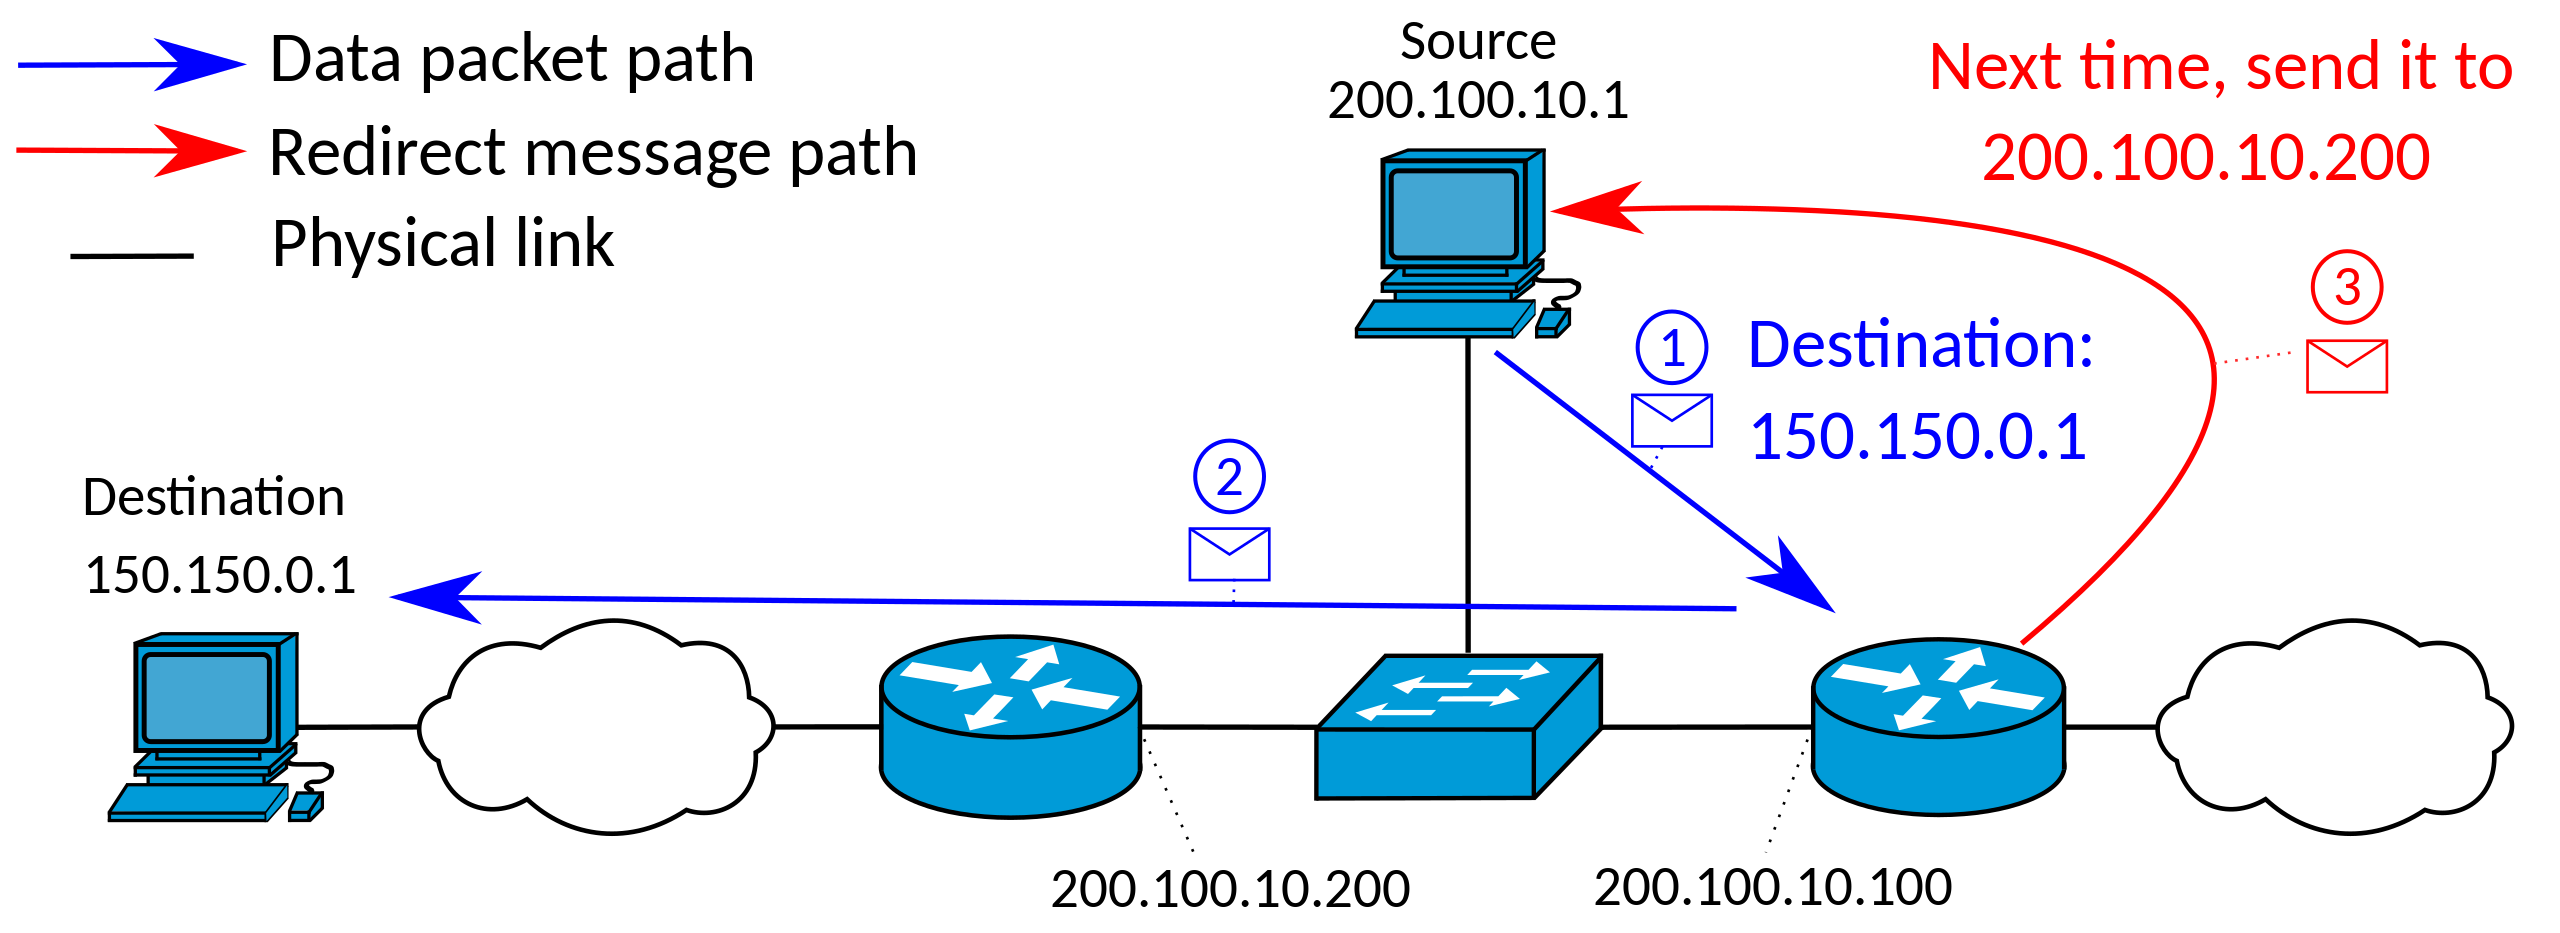 Data packet path
Redirect message path
Physical link
Source
200.100.10.1
Next time, send it to
200.100.10.200
3
1
Destination:
150.150.0.1
2
Destination
150.150.0.1
200.100.10.200
200.100.10.100